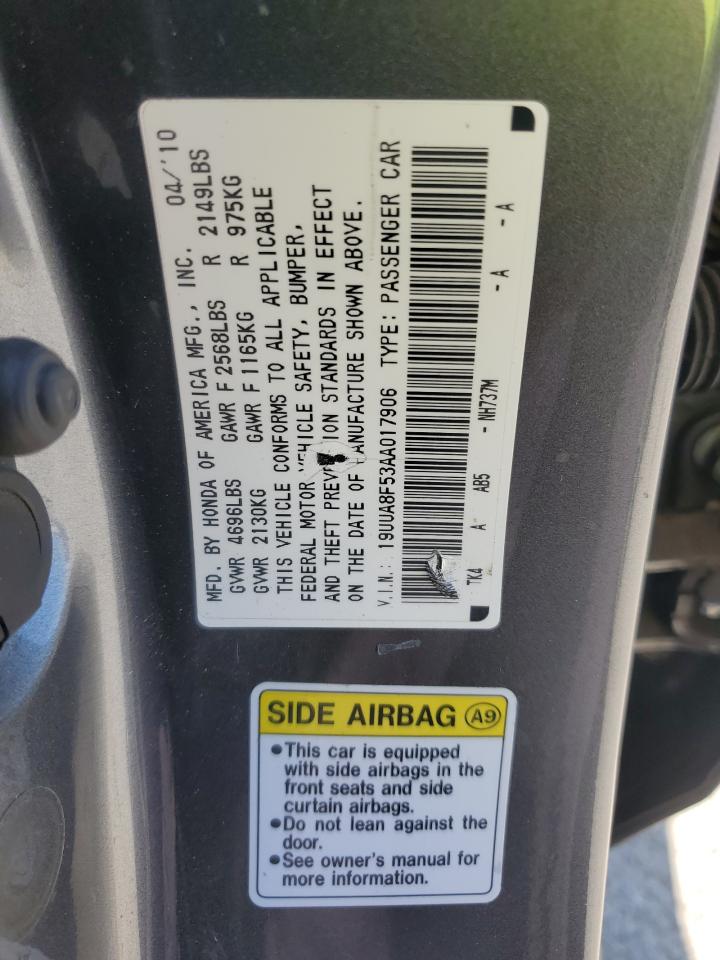 MFD. BY HONDA OF AMERICA MFG., INC. 04/'10
GVWR 4696LBS GAWR F 2568LBS R 2149LBS
GVWR 2130KG GAWR F 1165KG R 975KG
THIS VEHICLE CONFORMS TO ALL APPLICABLE
FEDERAL MOTOR VEHICLE SAFETY, BUMPER,
AND THEFT PREVENTION STANDARDS IN EFFECT
ON THE DATE OF MANUFACTURE SHOWN ABOVE.
V.I.N.: 19UUA8F53AA017906 TYPE: PASSENGER CAR
TK4 A AB5 - NH737M - A - A
SIDE AIRBAG A9
●This car is equipped
with side airbags in the
front seats and side
curtain airbags.
●Do not lean against the
door.
●See owner's manual for
more information.